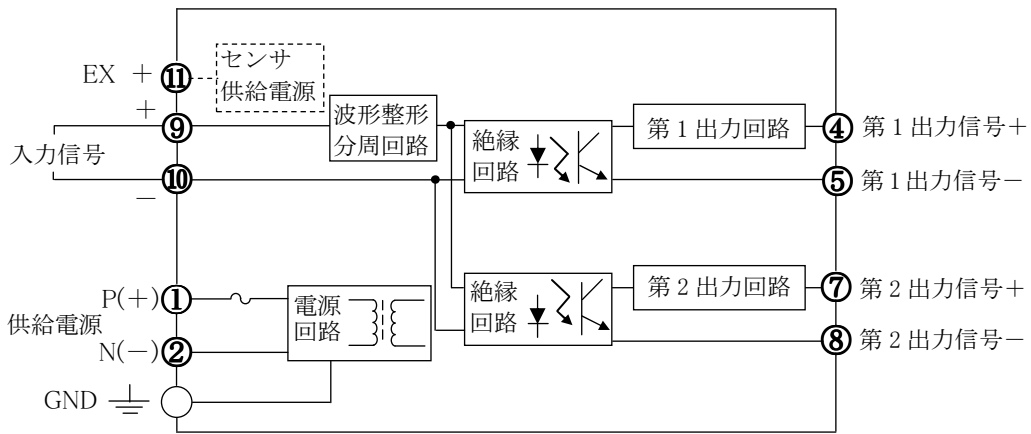 センサ
供給電源
EX +
⑪
+
⑨
入力信号
⑩
−
波形整形
分周回路
絶縁
回路
第1出力回路
④
第1出力信号+
⑤
第1出力信号−
絶縁
回路
第2出力回路
⑦
第2出力信号+
⑧
第2出力信号−
供給電源
P(+)
①
N(−)
②
電源
回路
GND